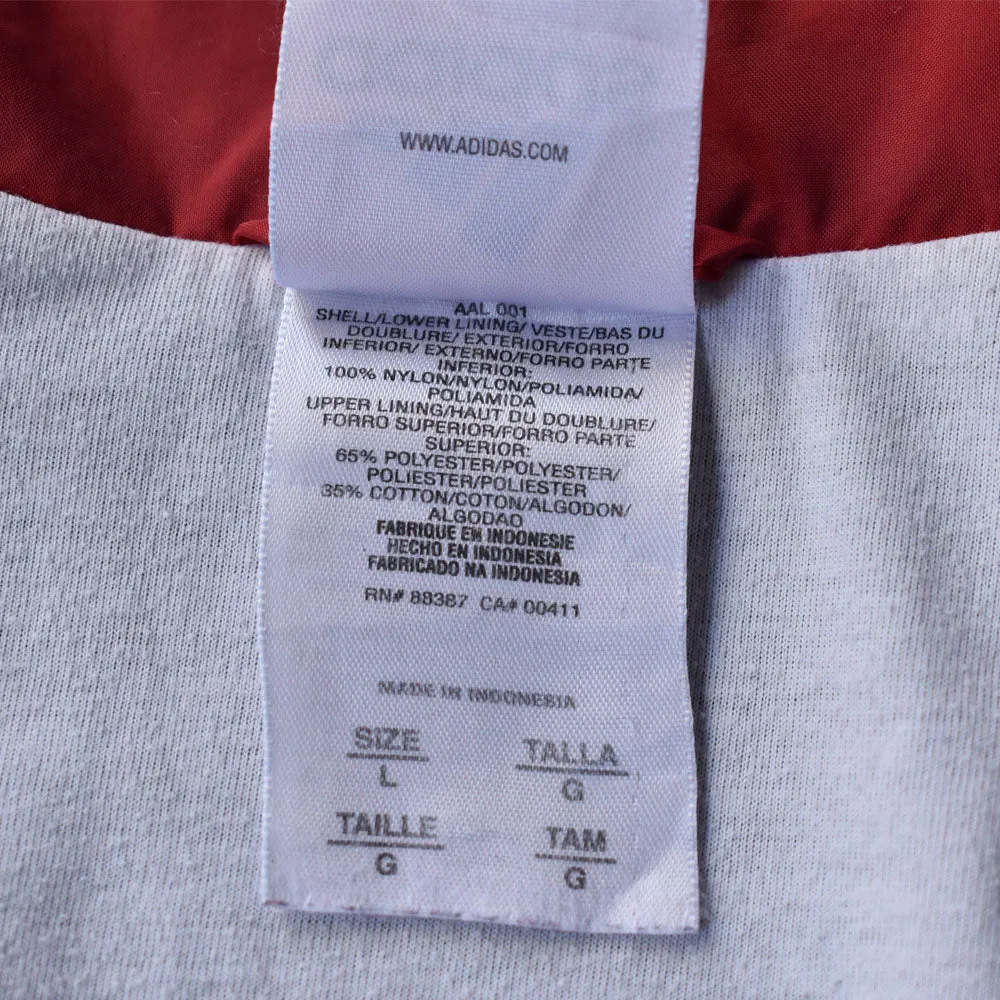 WWW.ADIDAS.COM
AAL 001
SHELL/LOWER LINING/ VESTE/BAS DU
DOUBLURE/ EXTERIOR/FORRO
INFERIOR/ EXTERNO/FORRO PARTE
INFERIOR:
100% NYLON/NYLON/POLIAMIDA/
POLIAMIDA
UPPER LINING/HAUT DU DOUBLURE/
FORRO SUPERIOR/FORRO PARTE
SUPERIOR:
65% POLYESTER/POLYESTER/
POLIESTER/POLIESTER
35% COTTON/COTON/ALGODON/
ALGODAO
FABRIQUE EN INDONESIE
HECHO EN INDONESIA
FABRICADO NA INDONESIA
RN# 88387 CA# 00411
MADE IN INDONESIA
SIZE TALLA
L G
TAILLE TAM
G G